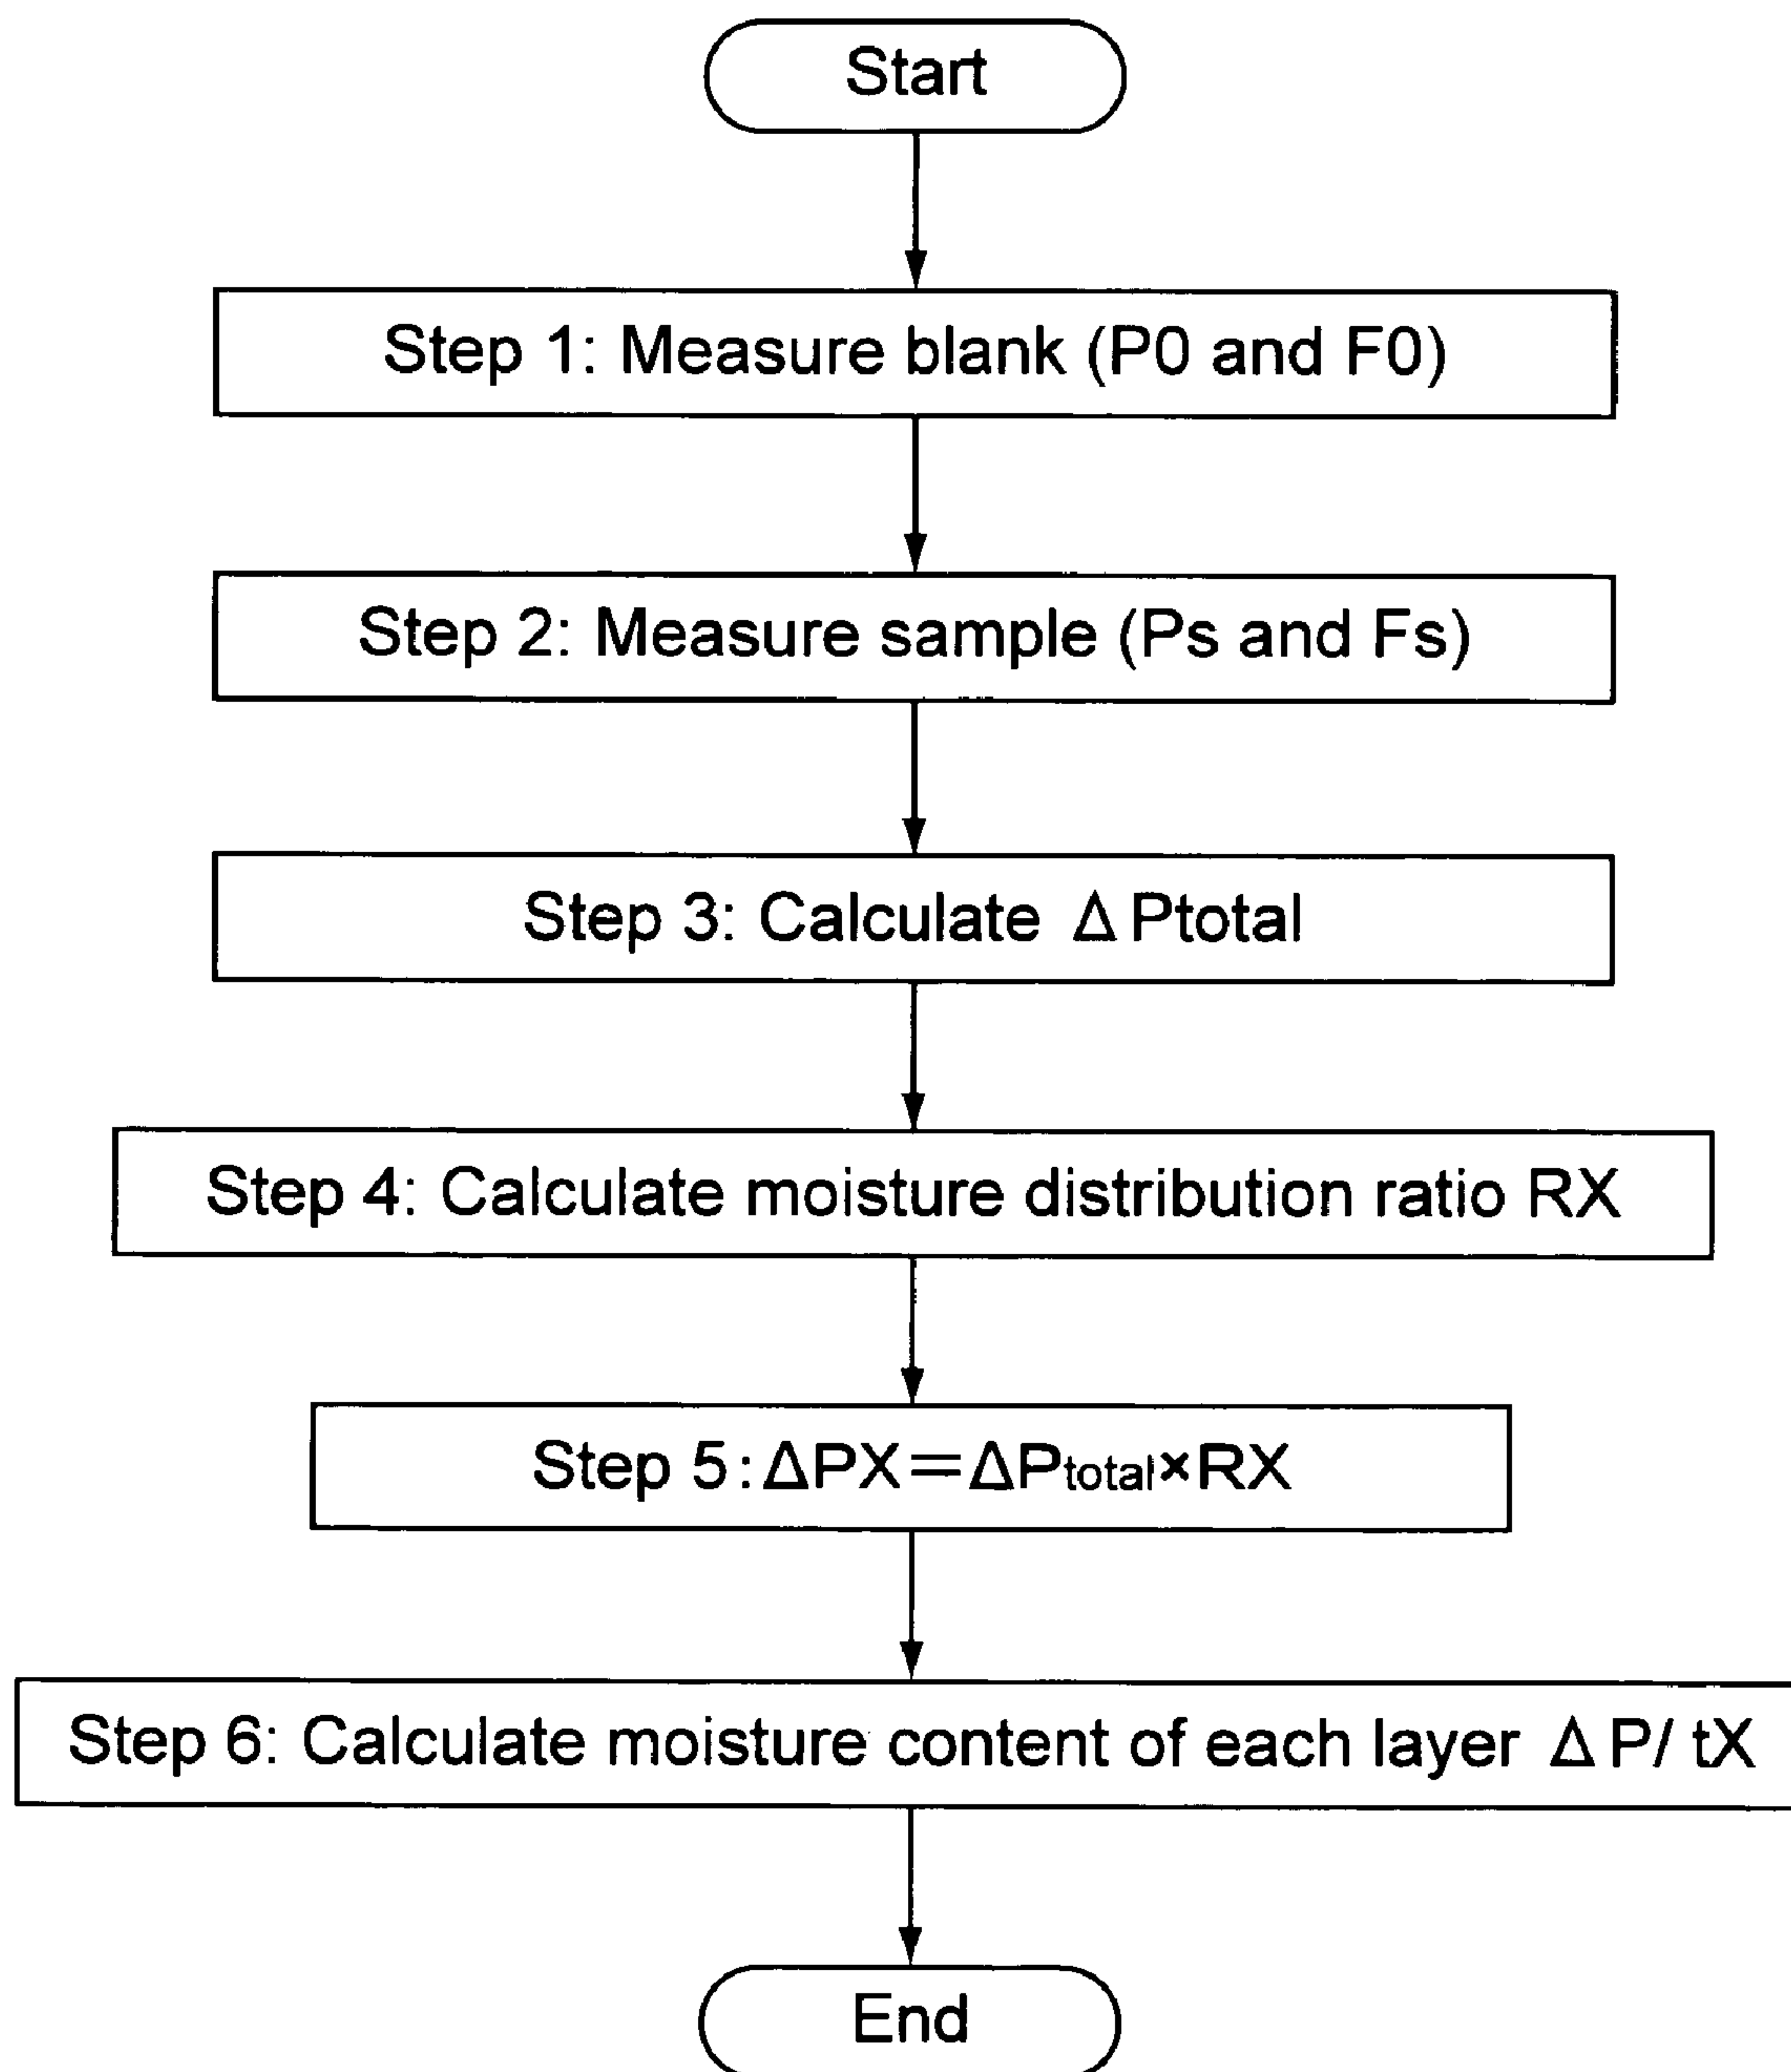 Start
Step 1: Measure blank (P0 and F0)
Step 2: Measure sample (Ps and Fs)
Step 3: Calculate Δ Ptotal
Step 4: Calculate moisture distribution ratio RX
Step 5:ΔPX=ΔPtotal×RX
Step 6: Calculate moisture content of each layer Δ P/ tX
End